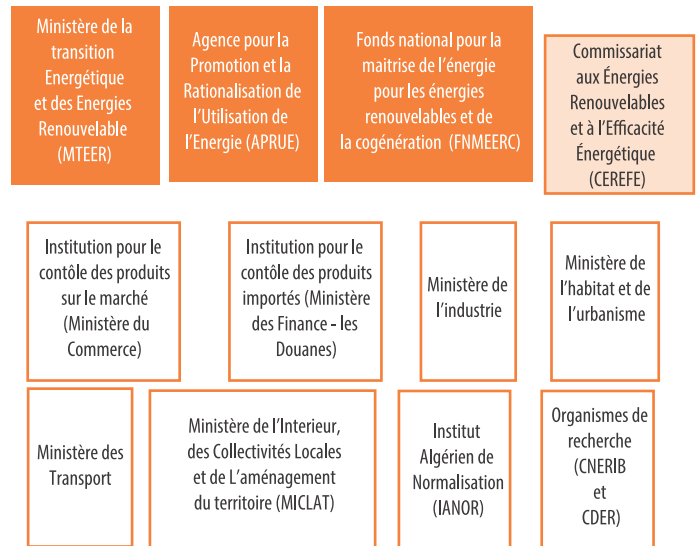 Ministère de la
transition
Energétique
et des Energies
Renouvelable
(MTEER)
Agence pour la
Promotion et la
Rationalisation de
l'Utilisation de
l'Energie (APRUE)
Fonds national pour la
maitrise de l'énergie
pour les énergies
renouvelables et de
la cogénération (FNMEERC)
Commissariat
aux Énergies
Renouvelables
et à l'Efficacité
Énergétique
(CEREFE)
Institution pour le
contôle des produits
sur le marché
(Ministère du
Commerce)
Institution pour le
contôle des produits
importés (Ministère
des Finance - les
Douanes)
Ministère de
l'industrie
Ministère de
l'habitat et de
l'urbanisme
Ministère des
Transport
Ministère de l'Interieur,
des Collectivités Locales
et de L'aménagement
du territoire (MICLAT)
Institut
Algérien de
Normalisation
(IANOR)
Organismes de
recherche
(CNERIB
et
CDER)